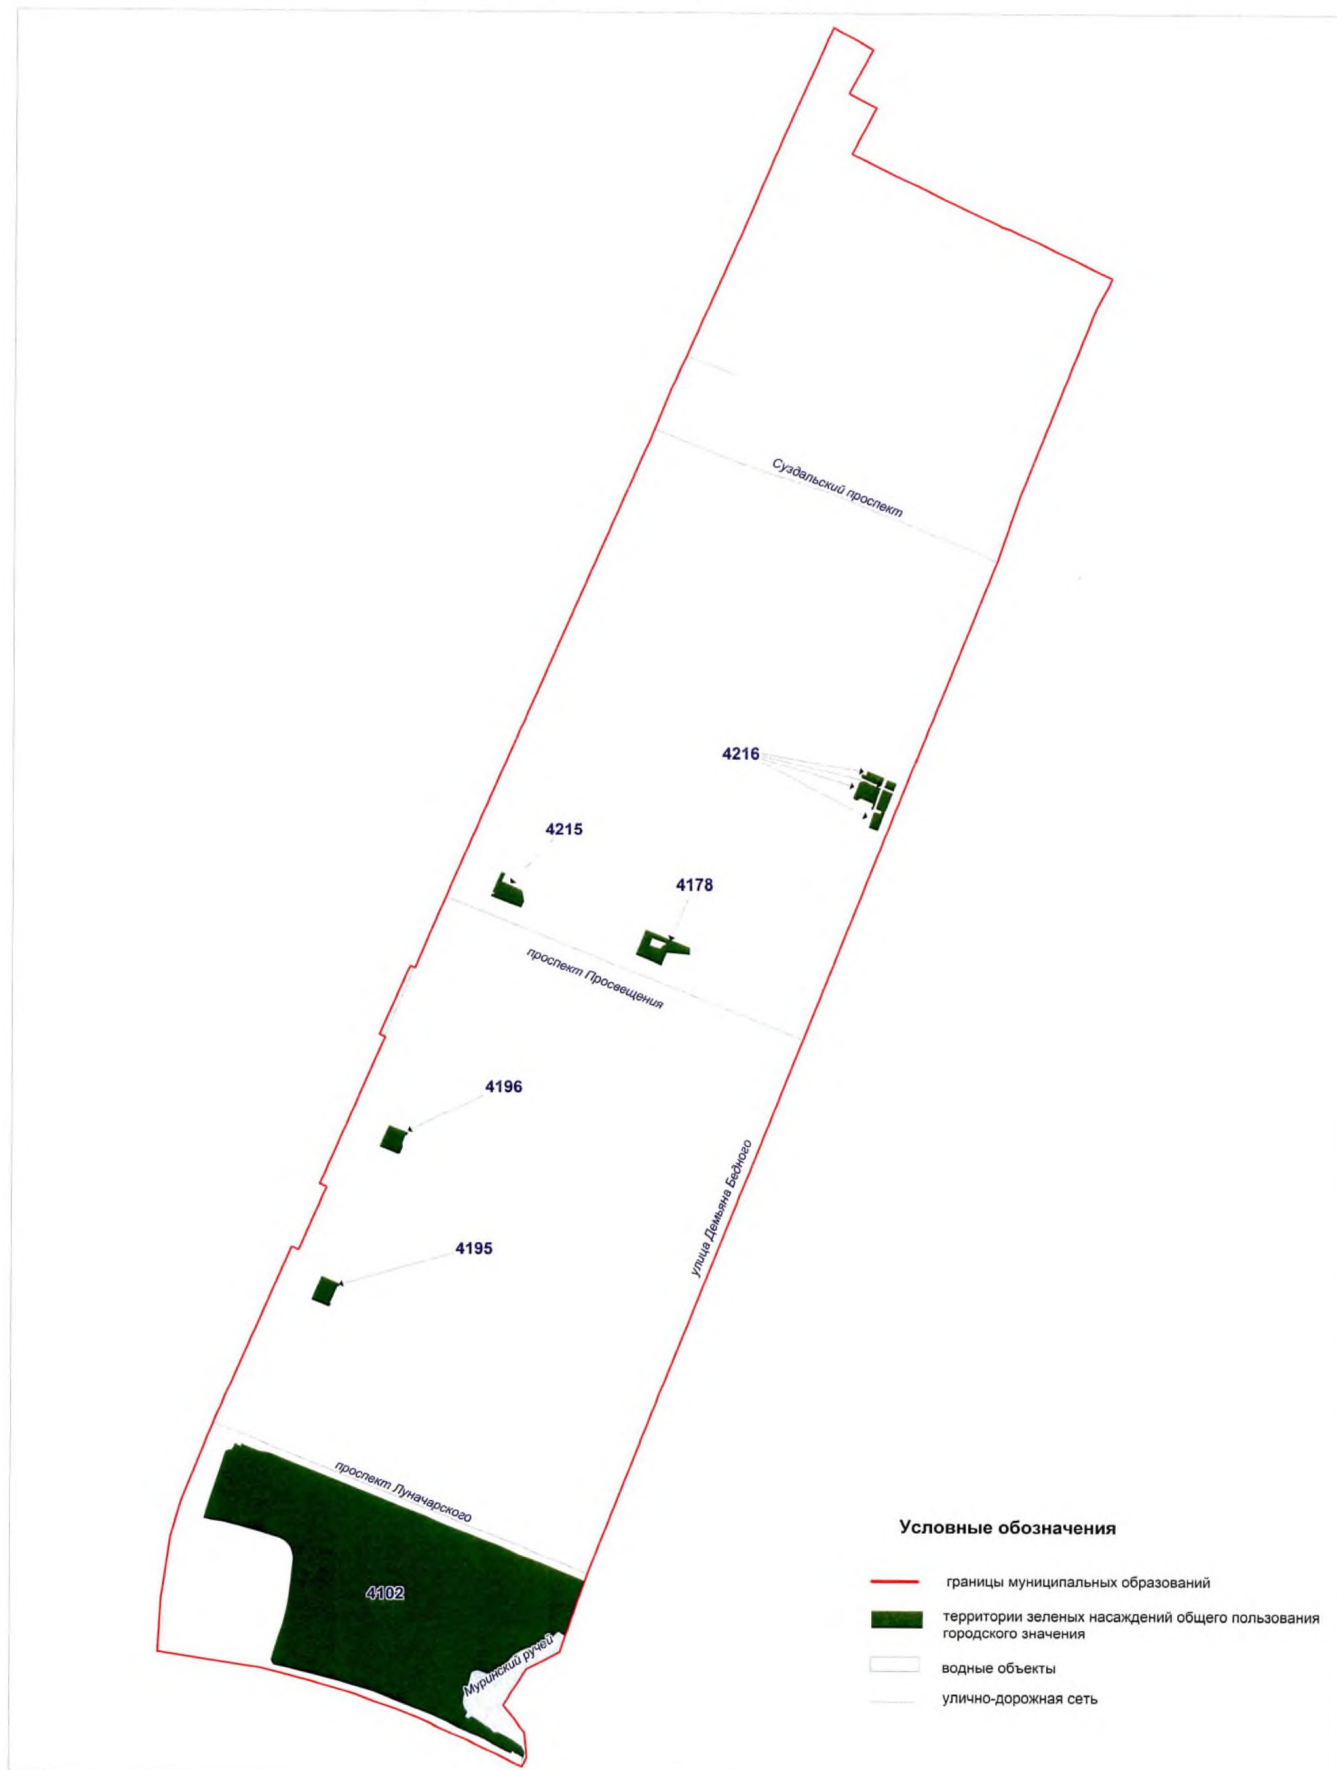 Суздальский проспект
4216
4215
4178
проспект Просвещения
4196
улица Демьяна Бедного
4195
проспект Луначарского
4102
Муринский ручей
Условные обозначения
границы муниципальных образований
территории зеленых насаждений общего пользования
городского значения
водные объекты
улично-дорожная сеть